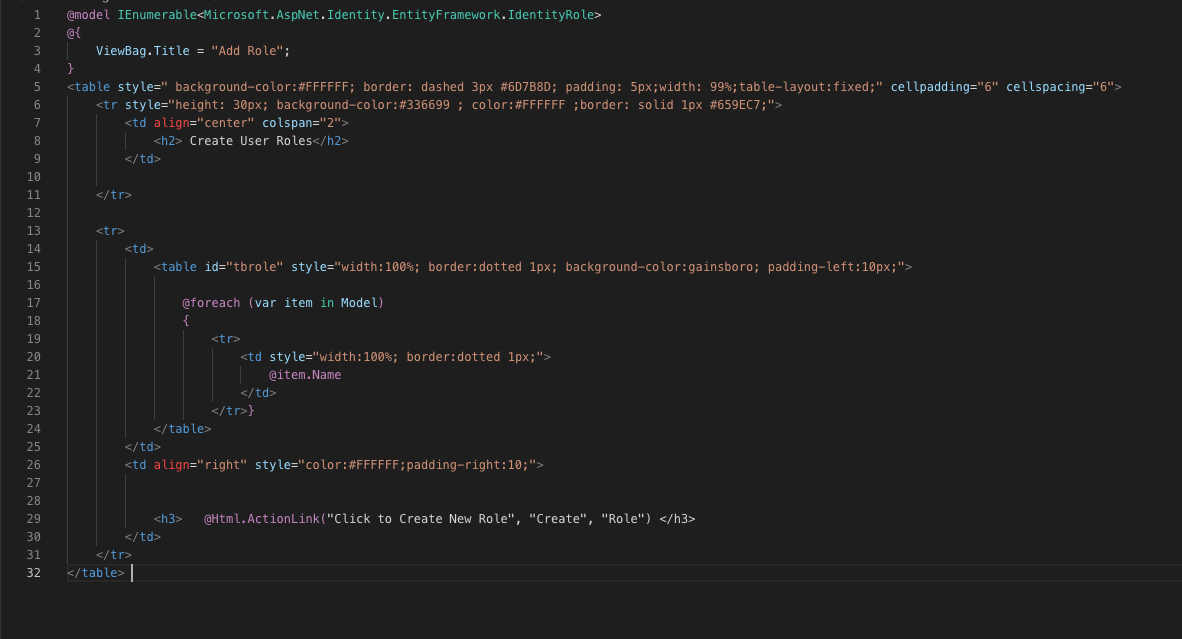 1 @model IEnumerable<Microsoft.AspNet.Identity.EntityFramework.IdentityRole>
2 @{
3     ViewBag.Title = "Add Role";
4 }
5 <table style=" background-color:#FFFFFF; border: dashed 3px #6D7B8D; padding: 5px;width: 99%;table-layout:fixed;" cellpadding="6" cellspacing="6">
6     <tr style="height: 30px; background-color:#336699 ; color:#FFFFFF ;border: solid 1px #659EC7;">
7         <td align="center" colspan="2">
8             <h2> Create User Roles</h2>
9         </td>
10
11     </tr>
12
13     <tr>
14         <td>
15             <table id="tbrole" style="width:100%; border:dotted 1px; background-color:gainsboro; padding-left:10px;">
16
17                 @foreach (var item in Model)
18                 {
19                     <tr>
20                         <td style="width:100%; border:dotted 1px;">
21                             @item.Name
22                         </td>
23                     </tr>}
24             </table>
25         </td>
26         <td align="right" style="color:#FFFFFF;padding-right:10;">
27
28
29             <h3>   @Html.ActionLink("Click to Create New Role", "Create", "Role") </h3>
30         </td>
31     </tr>
32 </table>